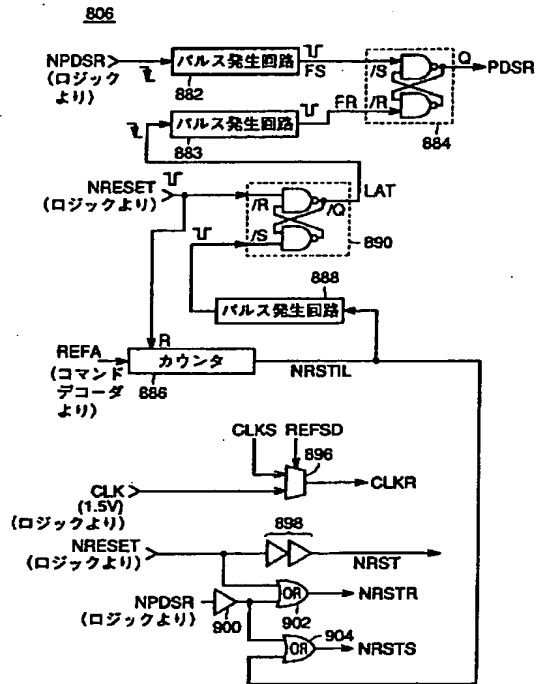 806
NPDSR
(ロジック
より)
パルス発生回路
882
FS
/S
Q
PDSR
パルス発生回路
883
FR
/R
884
NRESET
(ロジックより)
/R
/Q
LAT
/S
890
888
パルス発生回路
R
REFA
(コマンド
デコーダ
より)
カウンタ
886
NRSTIL
CLKS REFSD
896
CLK
(1.5V)
(ロジックより)
CLKR
NRESET
(ロジックより)
898
NRST
NPDSR
(ロジックより)
900
OR
902
NRSTR
OR
904
NRSTS